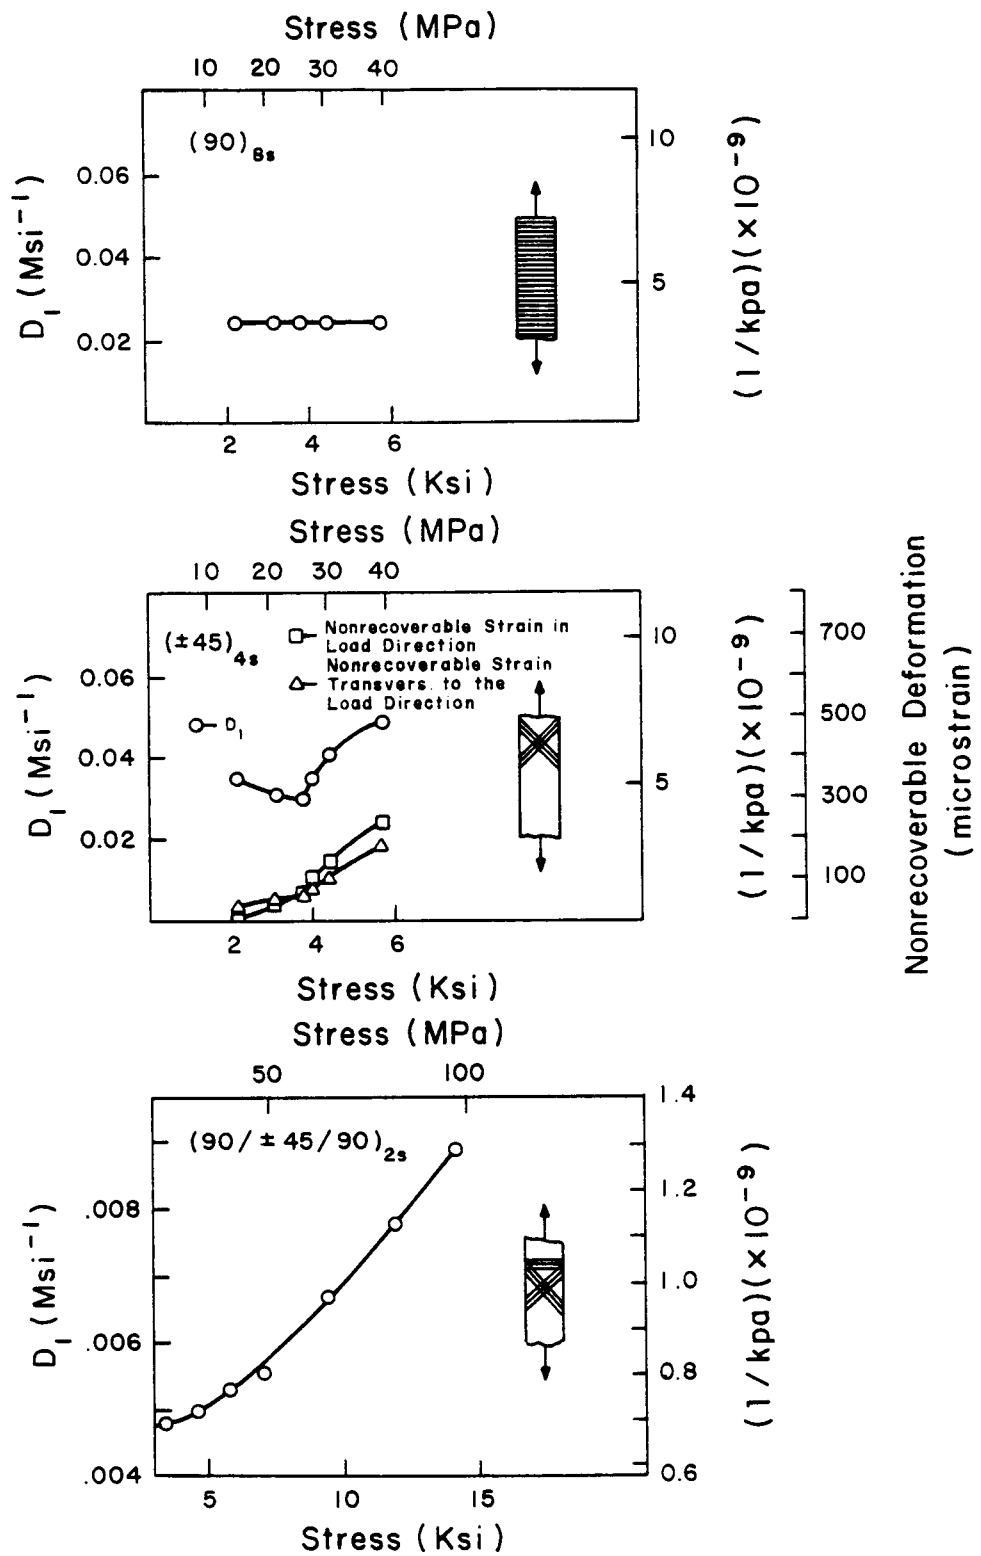 Stress (MPa)
10 20 30 40
(90)8s
10
0.06
0.04
5
0.02
D1 (Msi−1)
(1/kpa)(×10−9)
2 4 6
Stress (Ksi)
Stress (MPa)
10 20 30 40
(±45)4s
Nonrecoverable Strain in
Load Direction
Nonrecoverable Strain
Transvers. to the
Load Direction
D1
10
700
0.06
500
0.04
5
300
0.02
100
D1 (Msi−1)
(1/kpa)(×10−9)
Nonrecoverable Deformation
(microstrain)
2 4 6
Stress (Ksi)
Stress (MPa)
50 100
1.4
(90/±45/90)2s
.008
1.2
1.0
.006
0.8
.004
0.6
D1 (Msi−1)
(1/kpa)(×10−9)
5 10 15
Stress (Ksi)